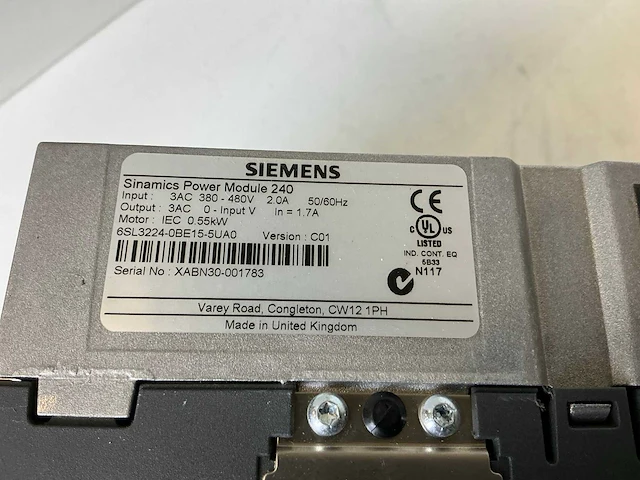 SIEMENS
Sinamics Power Module 240
Input : 3AC 380 - 480V 2.0A 50/60Hz
Output : 3AC 0 - Input V In = 1.7A
Motor : IEC 0.55kW
6SL3224-0BE15-5UA0 Version : C01
Serial No : XABN30-001783
CE
C UL US
LISTED
IND. CONT. EQ
5B33
N117
Varey Road, Congleton, CW12 1PH
Made in United Kingdom